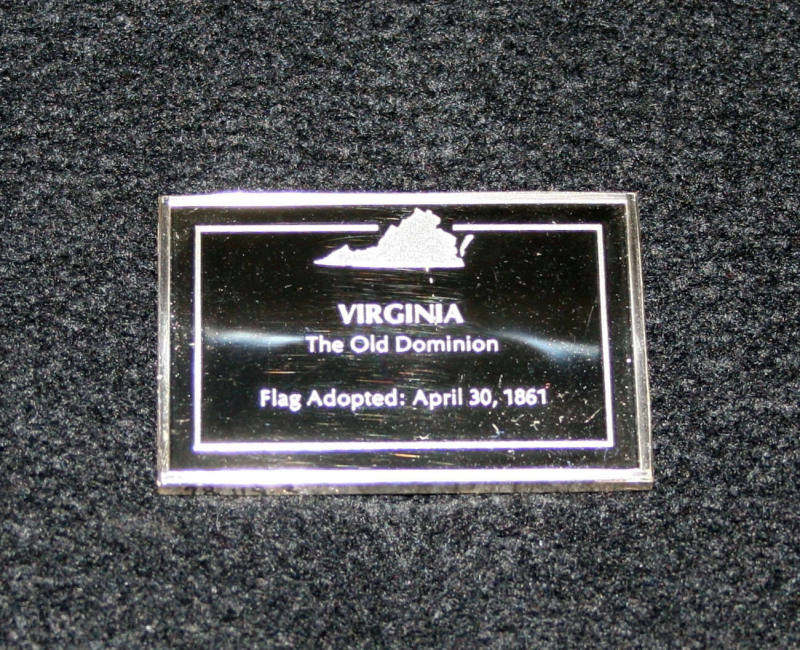 VIRGINIA
The Old Dominion
Flag Adopted: April 30, 1861